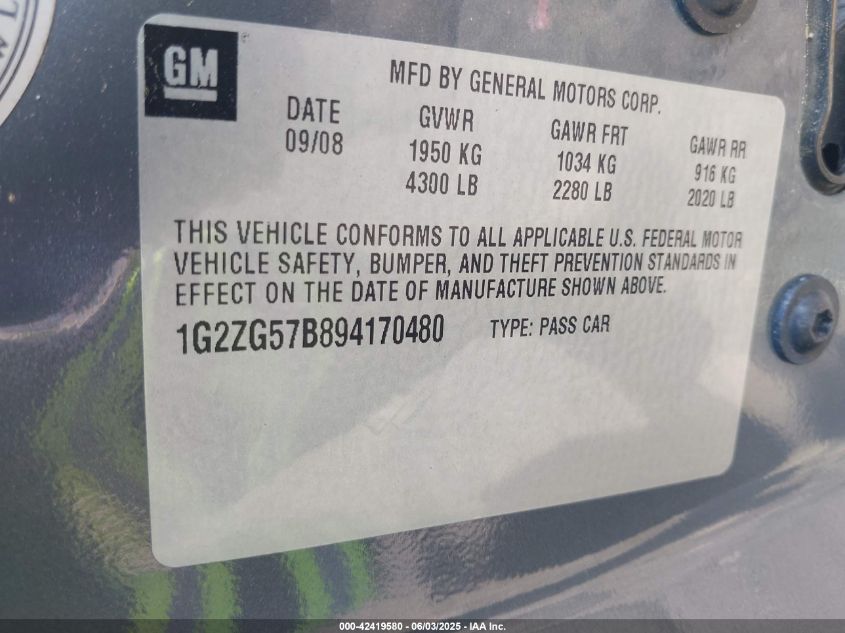 GM
MFD BY GENERAL MOTORS CORP.
DATE GVWR GAWR FRT GAWR RR
09/08 1950 KG 1034 KG 916 KG
4300 LB 2280 LB 2020 LB
THIS VEHICLE CONFORMS TO ALL APPLICABLE U.S. FEDERAL MOTOR
VEHICLE SAFETY, BUMPER, AND THEFT PREVENTION STANDARDS IN
EFFECT ON THE DATE OF MANUFACTURE SHOWN ABOVE.
1G2ZG57B894170480 TYPE: PASS CAR
000-42419580 - 06/03/2025 - IAA Inc.